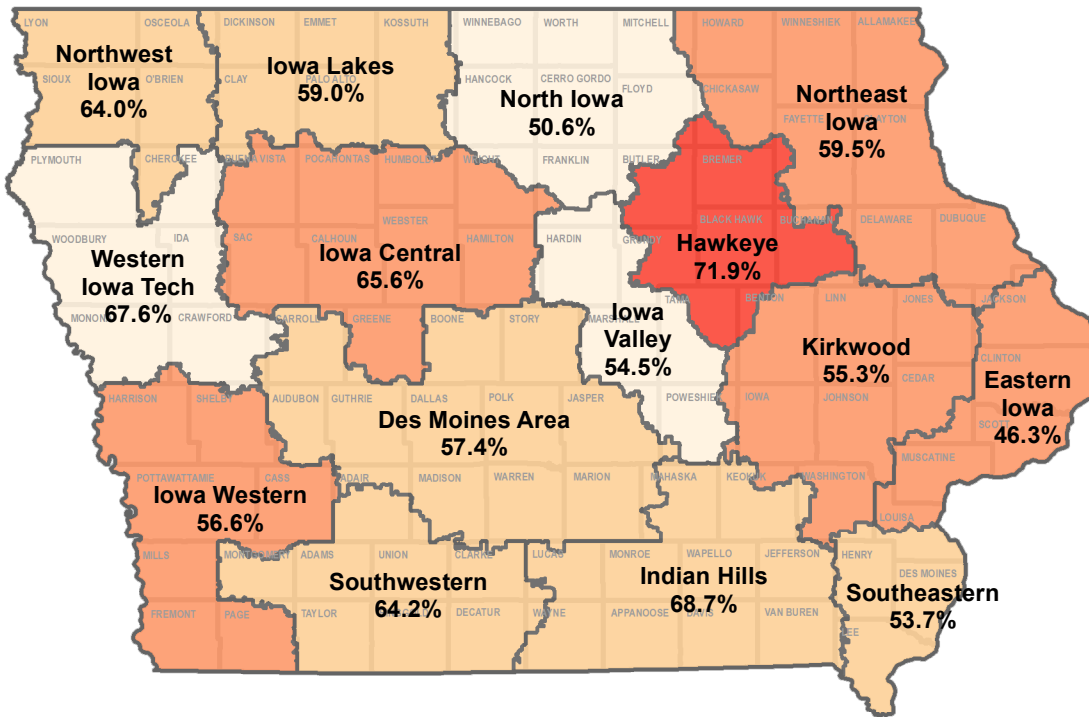 LYON
OSCEOLA
DICKINSON
EMMET
KOSSUTH
WINNEBAGO
WORTH
MITCHELL
HOWARD
WINNESHIEK
ALLAMAKEE
Northwest
Iowa
64.0%
SIOUX
O'BRIEN
Iowa Lakes
59.0%
CLAY
PALO ALTO
HANCOCK
CERRO GORDO
FLOYD
North Iowa
50.6%
CHICKASAW
Northeast
Iowa
59.5%
FAYETTE
CLAYTON
PLYMOUTH
CHEROKEE
BUENA VISTA
POCAHONTAS
HUMBOLDT
WRIGHT
FRANKLIN
BUTLER
BREMER
WOODBURY
IDA
SAC
CALHOUN
WEBSTER
HAMILTON
HARDIN
GRUNDY
BLACK HAWK
BUCHANAN
DELAWARE
DUBUQUE
Western
Iowa Tech
67.6%
Iowa Central
65.6%
Hawkeye
71.9%
MONONA
CRAWFORD
CARROLL
GREENE
BOONE
STORY
MARSHALL
TAMA
BENTON
LINN
JONES
JACKSON
Iowa
Valley
54.5%
Kirkwood
55.3%
CLINTON
CEDAR
Eastern
Iowa
46.3%
SCOTT
HARRISON
SHELBY
AUDUBON
GUTHRIE
DALLAS
POLK
JASPER
POWESHIEK
IOWA
JOHNSON
MUSCATINE
Des Moines Area
57.4%
POTTAWATTAMIE
CASS
ADAIR
MADISON
WARREN
MARION
MAHASKA
KEOKUK
WASHINGTON
LOUISA
Iowa Western
56.6%
MILLS
MONTGOMERY
ADAMS
UNION
CLARKE
LUCAS
MONROE
WAPELLO
JEFFERSON
HENRY
DES MOINES
Southwestern
64.2%
Indian Hills
68.7%
Southeastern
53.7%
FREMONT
PAGE
TAYLOR
DECATUR
WAYNE
APPANOOSE
DAVIS
VAN BUREN
LEE